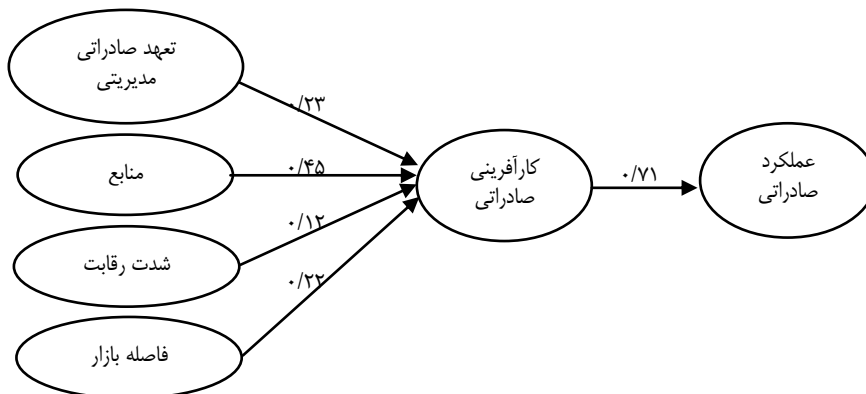 تعهد صادراتی
مدیریتی
۰/۲۳
منابع
۰/۴۵
کارآفرینی
صادراتی
۰/۷۱
عملکرد
صادراتی
شدت رقابت
۰/۱۲
۰/۲۲
فاصله بازار